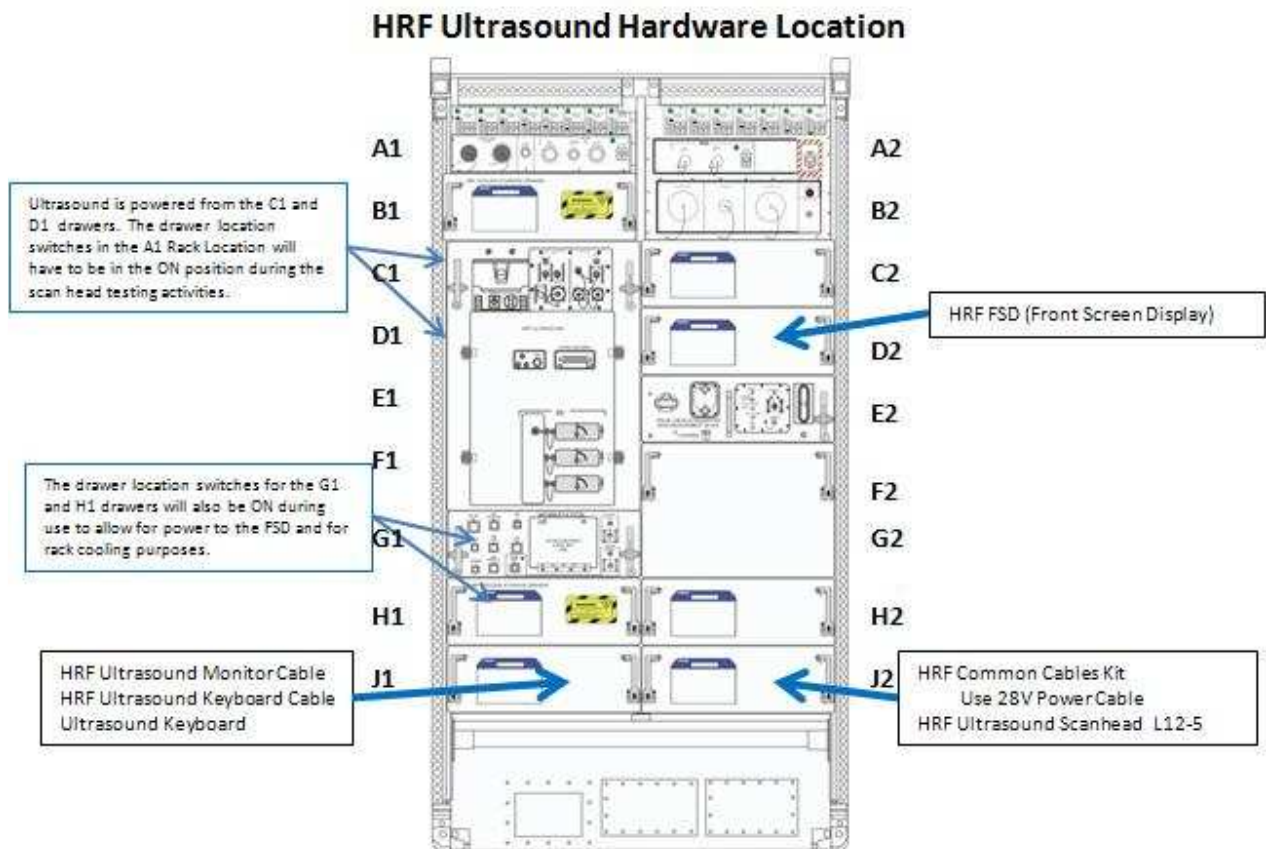 HRF Ultrasound Hardware Location
A1
A2
Ultrasound is powered from the C1 and
D1 drawers. The drawer location
switches in the A1 Rack Location will
have to be in the ON position during the
scan head testing activities.
B1
B2
C1
C2
HRF FSD (Front Screen Display)
D1
D2
E1
E2
F1
F2
The drawer location switches for the G1
and H1 drawers will also be ON during
use to allow for power to the FSD and for
rack cooling purposes.
G1
G2
H1
H2
HRF Ultrasound Monitor Cable
HRF Ultrasound Keyboard Cable
Ultrasound Keyboard
J1
J2
HRF Common Cables Kit
Use 28V Power Cable
HRF Ultrasound Scanhead L12-5